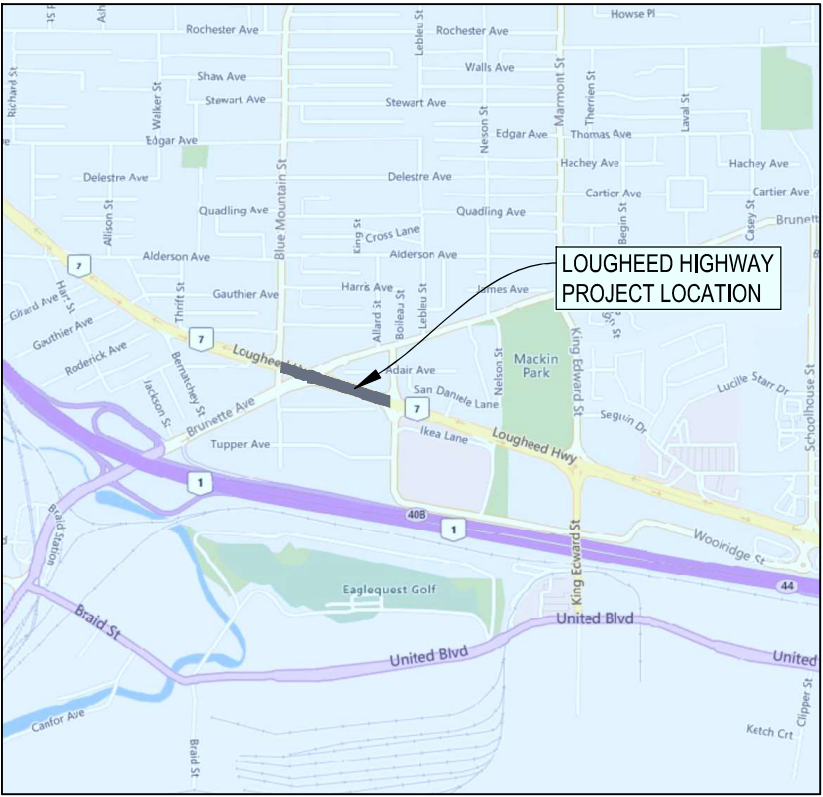 Howse Pl
Rochester Ave
Rochester Ave
Lebleu St
Richard St
Walls Ave
Shaw Ave
Marmont St
Therrien St
Laval St
Walker St
Stewart Ave
Stewart Ave
Neson St
Edgar Ave
Edgar Ave
Thomas Ave
Hachey Ave
Hachey Ave
Delestre Ave
Delestre Ave
Cartier Ave
Cartier Ave
Blue Mountain St
Allison St
Quadling Ave
Quadling Ave
King St
Cross Lane
Begin St
Casey St
Brunett
Alderson Ave
Alderson Ave
LOUGHEED HIGHWAY
PROJECT LOCATION
7
Hart St
Thrift St
Gauthier Ave
Harris Ave
James Ave
Girard Ave
Allard St
Boileau St
Lebleu St
Gauthier Ave
7
Lougheed
Roderick Ave
Bernatchey St
Adair Ave
Nelson St
Mackin
Park
King Edward St
Jackson St
San Daniele Lane
Lucille Starr Dr
Schoolhouse St
Brunette Ave
7
Seguin Dr
Tupper Ave
Ikea Lane
Lougheed Hwy
1
40B
1
Braid Station
Woolridge St
King Edward St
44
Eaglequest Golf
Braid St
United Blvd
United Blvd
United
Canfor Ave
Braid St
Clipper St
Ketch Crt